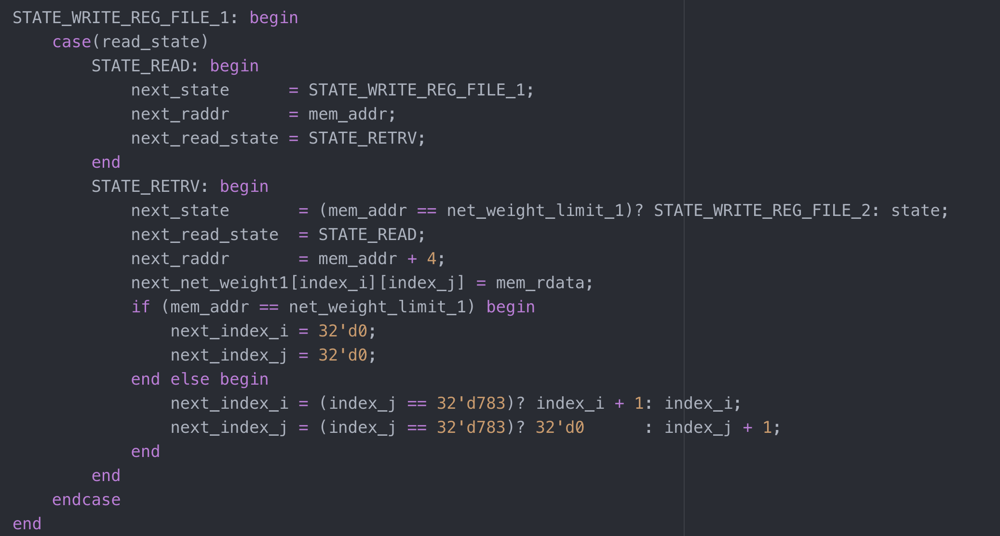 STATE_WRITE_REG_FILE_1: begin
    case(read_state)
        STATE_READ: begin
            next_state      = STATE_WRITE_REG_FILE_1;
            next_raddr      = mem_addr;
            next_read_state = STATE_RETRV;
        end
        STATE_RETRV: begin
            next_state       = (mem_addr == net_weight_limit_1)? STATE_WRITE_REG_FILE_2: state;
            next_read_state  = STATE_READ;
            next_raddr       = mem_addr + 4;
            next_net_weight1[index_i][index_j] = mem_rdata;
            if (mem_addr == net_weight_limit_1) begin
                next_index_i = 32'd0;
                next_index_j = 32'd0;
            end else begin
                next_index_i = (index_j == 32'd783)? index_i + 1: index_i;
                next_index_j = (index_j == 32'd783)? 32'd0      : index_j + 1;
            end
        end
    endcase
end